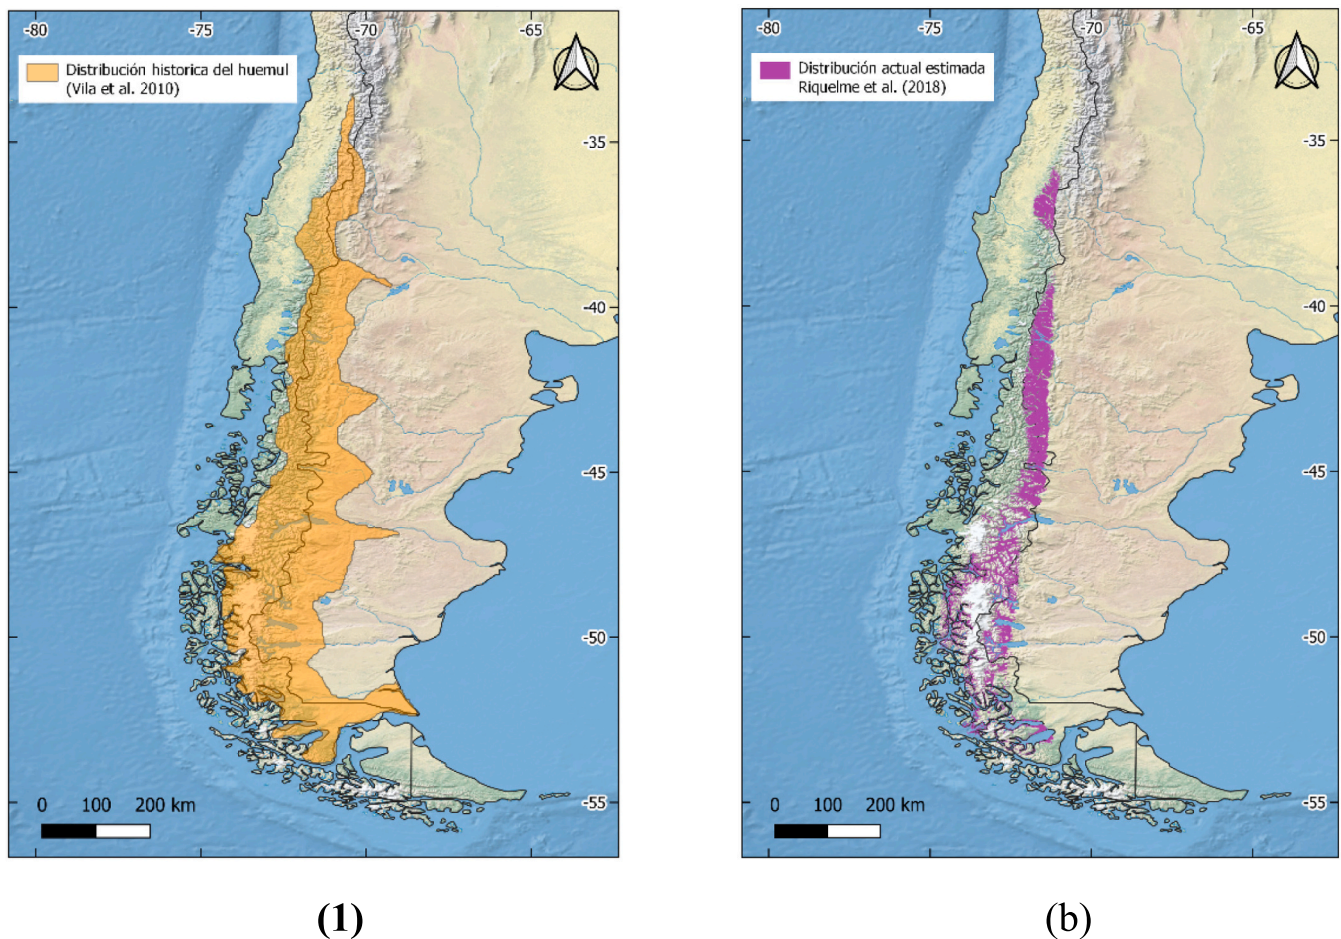 -80
-75
-70
-65
Distribución historica del huemul
(Vila et al. 2010)
-35
-40
-45
-50
-55
0 100 200 km
(1)
-80
-75
-70
-65
Distribución actual estimada
Riquelme et al. (2018)
-35
-40
-45
-50
-55
0 100 200 km
(b)